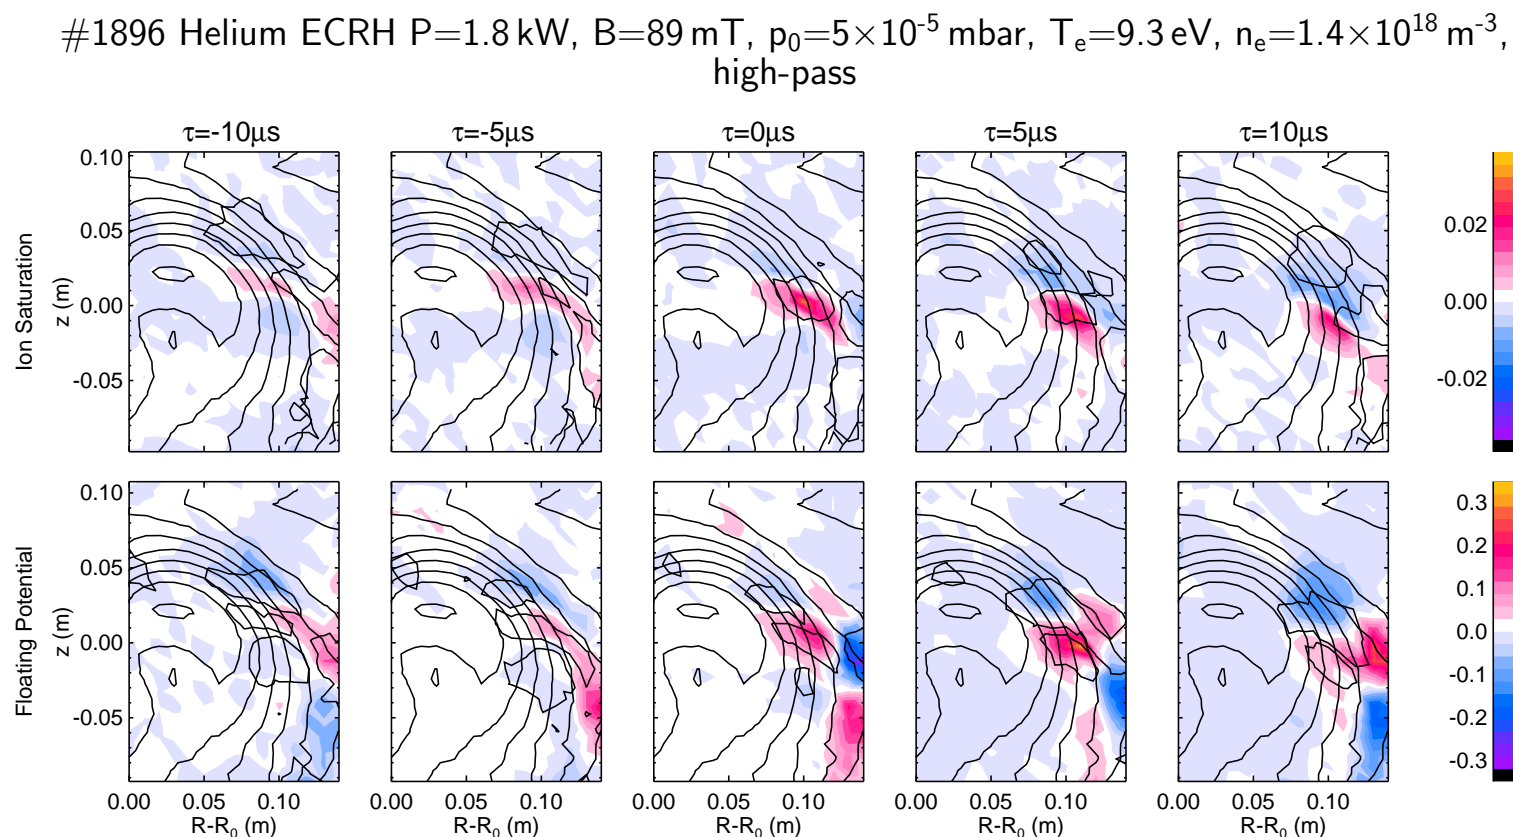 #1896 Helium ECRH P=1.8 kW, B=89 mT, p₀=5×10⁻⁵ mbar, Tₑ=9.3 eV, nₑ=1.4×10¹⁸ m⁻³,
high-pass
τ=-10μs τ=-5μs τ=0μs τ=5μs τ=10μs
Ion Saturation
z (m)
0.10
0.05
0.00
-0.05
0.02
0.00
-0.02
Floating Potential
z (m)
0.10
0.05
0.00
-0.05
0.3
0.2
0.1
0.0
-0.1
-0.2
-0.3
0.00 0.05 0.10 0.00 0.05 0.10 0.00 0.05 0.10 0.00 0.05 0.10 0.00 0.05 0.10
R-R₀ (m) R-R₀ (m) R-R₀ (m) R-R₀ (m) R-R₀ (m)